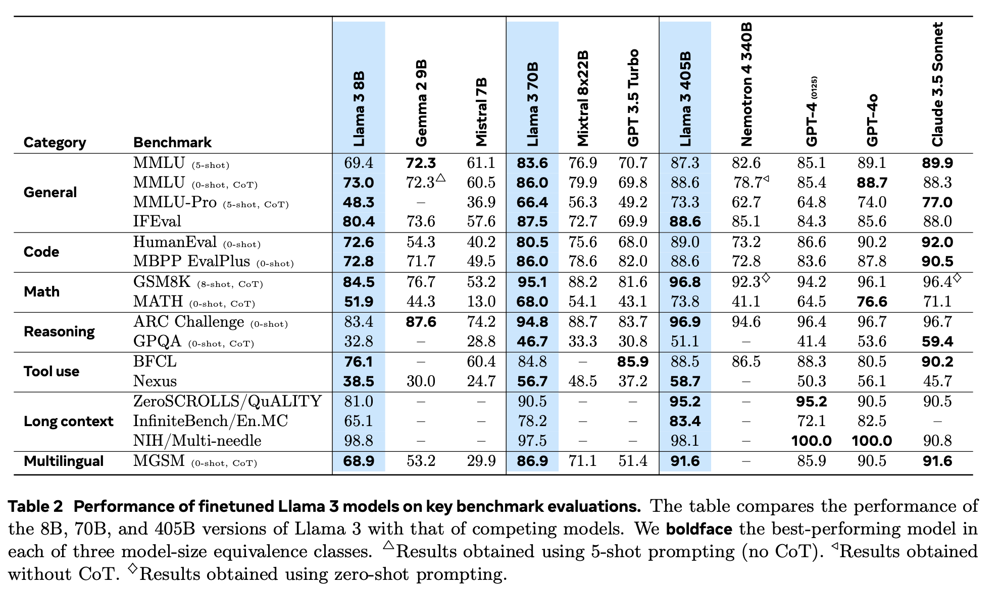 Category Benchmark Llama 3 8B Gemma 2 9B Mistral 7B Llama 3 70B Mixtral 8x22B GPT 3.5 Turbo Llama 3 405B Nemotron 4 340B GPT-4 (0125) GPT-4o Claude 3.5 Sonnet
General
MMLU (5-shot) 69.4 72.3 61.1 83.6 76.9 70.7 87.3 82.6 85.1 89.1 89.9
MMLU (0-shot, CoT) 73.0 72.3△ 60.5 86.0 79.9 69.8 88.6 78.7◁ 85.4 88.7 88.3
MMLU-Pro (5-shot, CoT) 48.3 – 36.9 66.4 56.3 49.2 73.3 62.7 64.8 74.0 77.0
IFEval 80.4 73.6 57.6 87.5 72.7 69.9 88.6 85.1 84.3 85.6 88.0
Code
HumanEval (0-shot) 72.6 54.3 40.2 80.5 75.6 68.0 89.0 73.2 86.6 90.2 92.0
MBPP EvalPlus (0-shot) 72.8 71.7 49.5 86.0 78.6 82.0 88.6 72.8 83.6 87.8 90.5
Math
GSM8K (8-shot, CoT) 84.5 76.7 53.2 95.1 88.2 81.6 96.8 92.3◇ 94.2 96.1 96.4◇
MATH (0-shot, CoT) 51.9 44.3 13.0 68.0 54.1 43.1 73.8 41.1 64.5 76.6 71.1
Reasoning
ARC Challenge (0-shot) 83.4 87.6 74.2 94.8 88.7 83.7 96.9 94.6 96.4 96.7 96.7
GPQA (0-shot, CoT) 32.8 – 28.8 46.7 33.3 30.8 51.1 – 41.4 53.6 59.4
Tool use
BFCL 76.1 – 60.4 84.8 – 85.9 88.5 86.5 88.3 80.5 90.2
Nexus 38.5 30.0 24.7 56.7 48.5 37.2 58.7 – 50.3 56.1 45.7
Long context
ZeroSCROLLS/QuALITY 81.0 – – 90.5 – – 95.2 – 95.2 90.5 90.5
InfiniteBench/En.MC 65.1 – – 78.2 – – 83.4 – 72.1 82.5 –
NIH/Multi-needle 98.8 – – 97.5 – – 98.1 – 100.0 100.0 90.8
Multilingual
MGSM (0-shot, CoT) 68.9 53.2 29.9 86.9 71.1 51.4 91.6 – 85.9 90.5 91.6
Table 2 Performance of finetuned Llama 3 models on key benchmark evaluations. The table compares the performance of
the 8B, 70B, and 405B versions of Llama 3 with that of competing models. We boldface the best-performing model in
each of three model-size equivalence classes. △Results obtained using 5-shot prompting (no CoT). ◁Results obtained
without CoT. ◇Results obtained using zero-shot prompting.